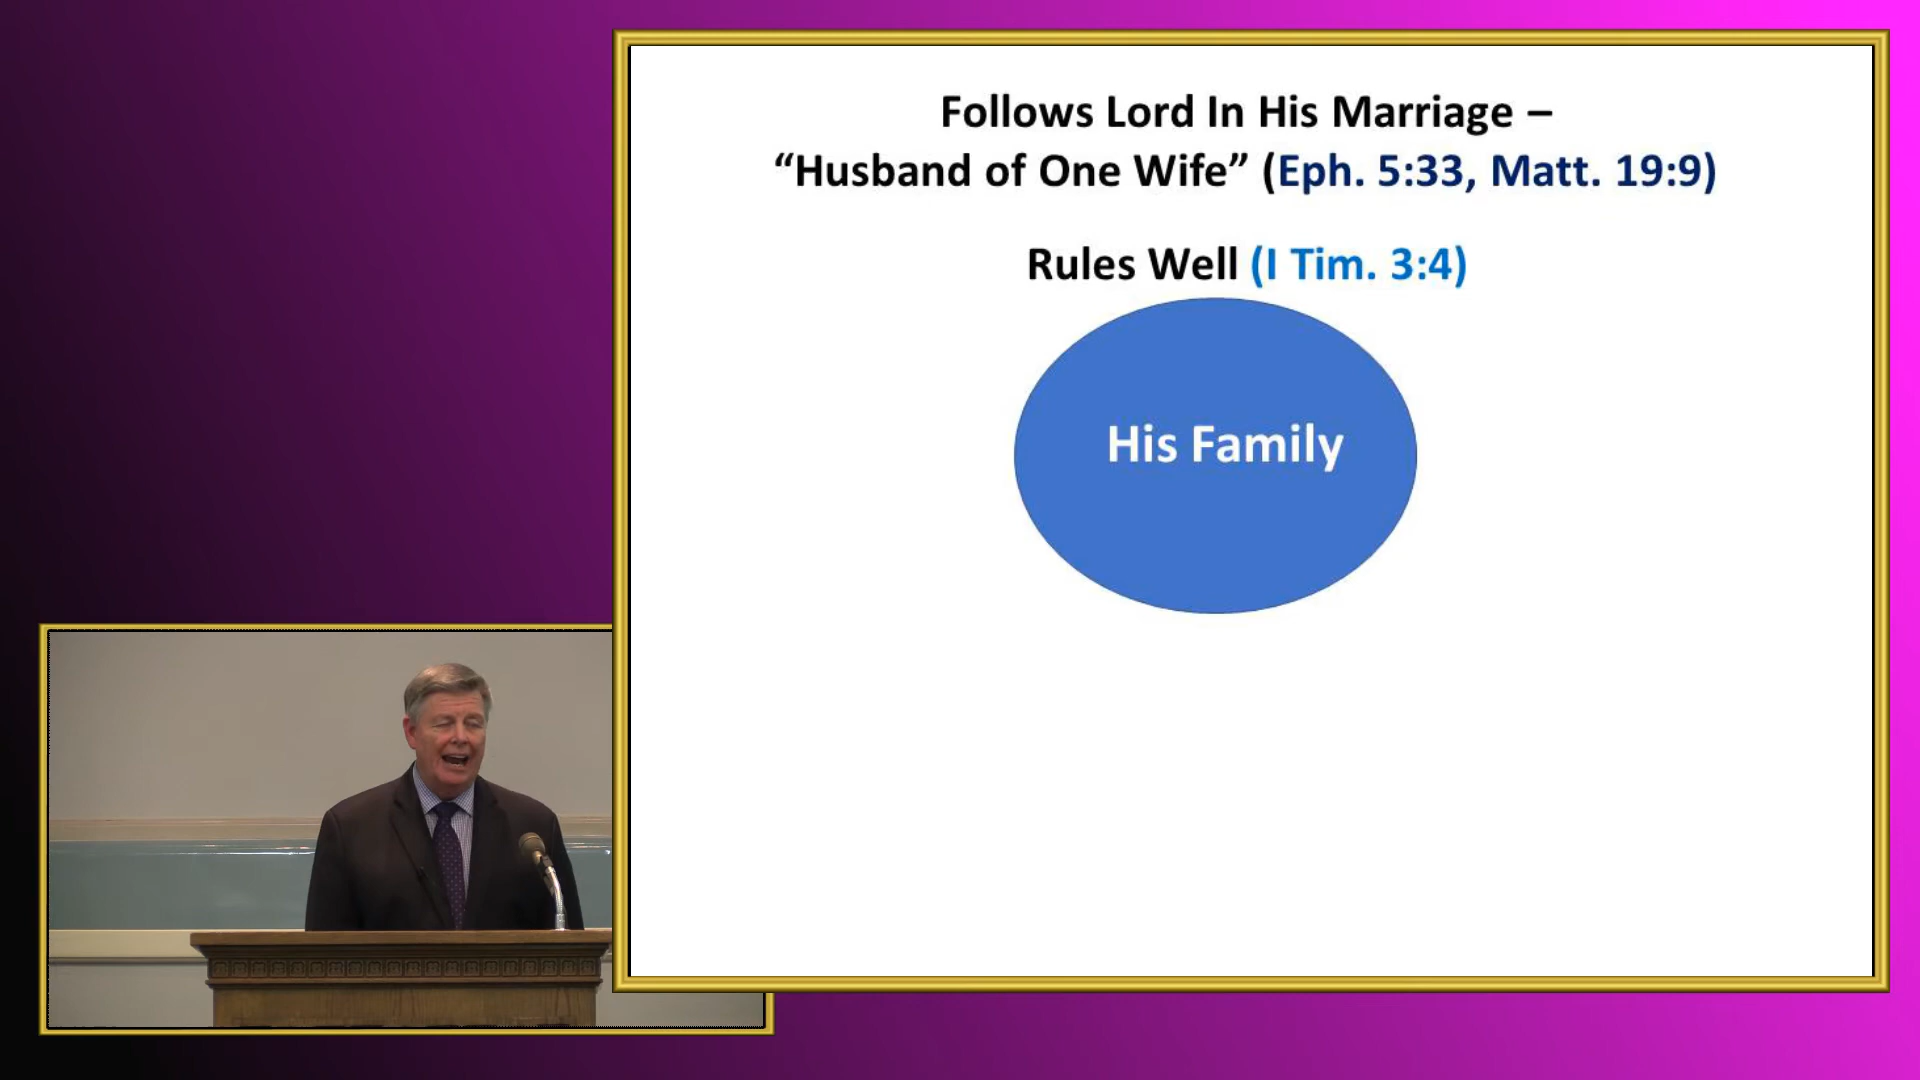 Follows Lord In His Marriage –
“Husband of One Wife” (Eph. 5:33, Matt. 19:9)
Rules Well (I Tim. 3:4)
His Family